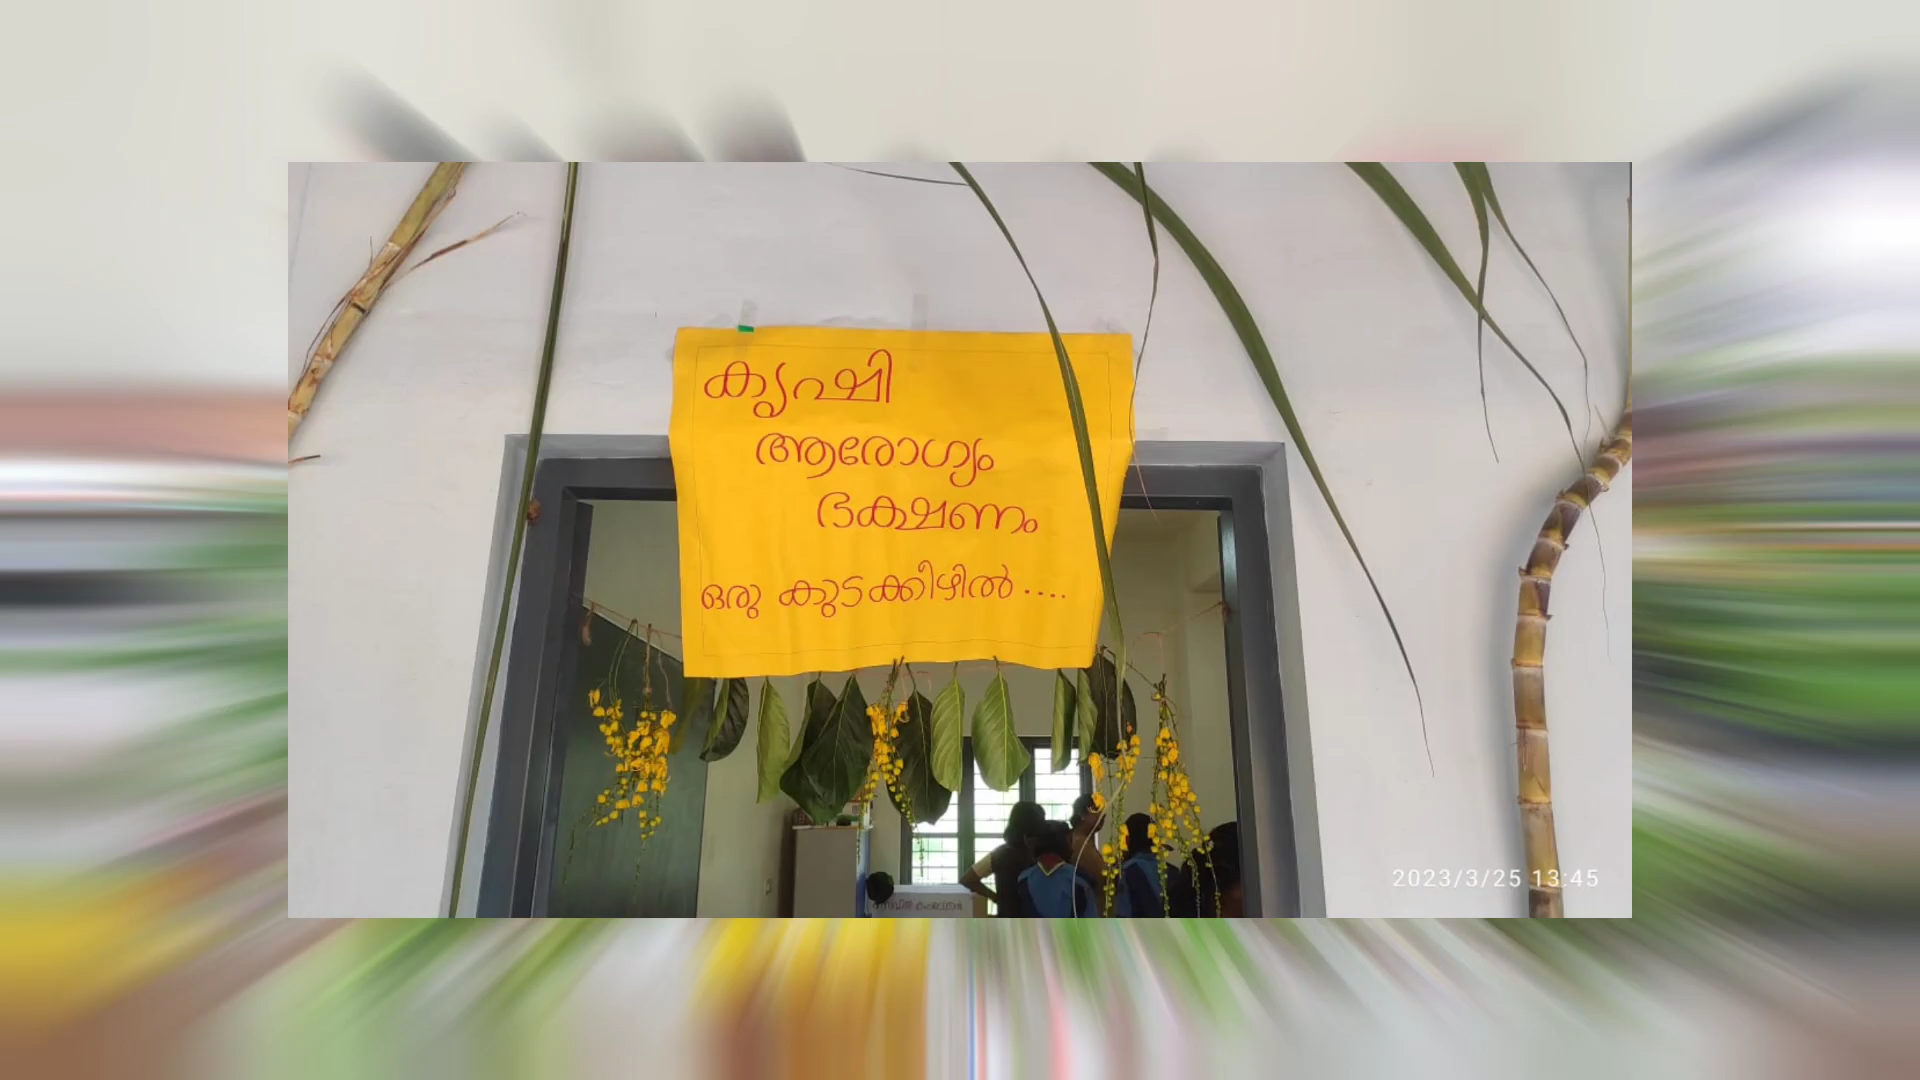 കൃഷി
ആരോഗ്യം
ഭക്ഷണം
ഒരു കുടക്കീഴിൽ....
2023/3/25 13:45